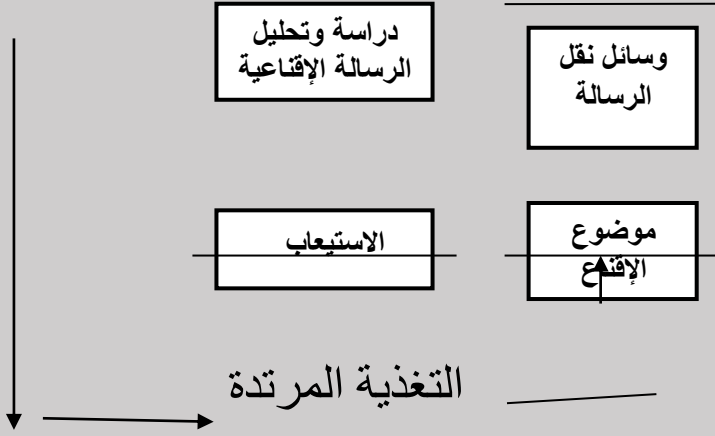 وسائل نقل
الرسالة
دراسة وتحليل
الرسالة الإقناعية
موضوع
الإقناع
الاستيعاب
التغذية المرتدة